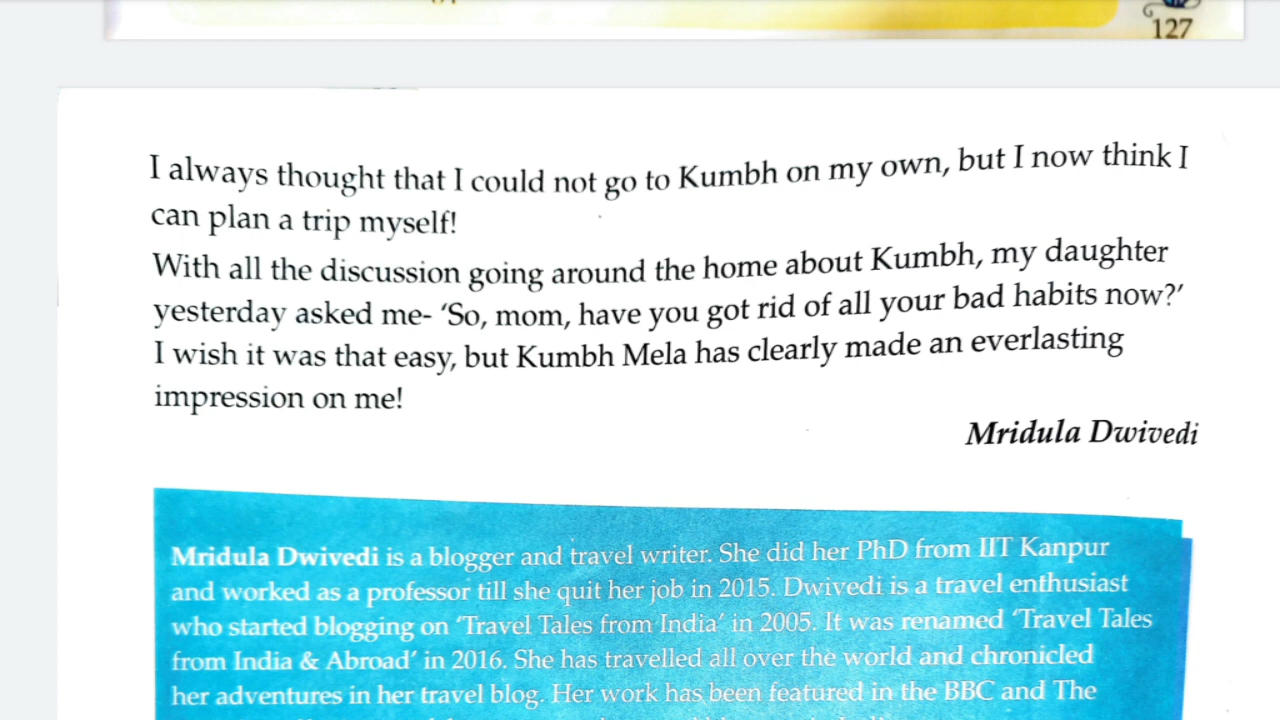 127
I always thought that I could not go to Kumbh on my own, but I now think I
can plan a trip myself!
With all the discussion going around the home about Kumbh, my daughter
yesterday asked me- ‘So, mom, have you got rid of all your bad habits now?’
I wish it was that easy, but Kumbh Mela has clearly made an everlasting
impression on me!
Mridula Dwivedi
Mridula Dwivedi is a blogger and travel writer. She did her PhD from IIT Kanpur
and worked as a professor till she quit her job in 2015. Dwivedi is a travel enthusiast
who started blogging on ‘Travel Tales from India’ in 2005. It was renamed ‘Travel Tales
from India & Abroad’ in 2016. She has travelled all over the world and chronicled
her adventures in her travel blog. Her work has been featured in the BBC and The